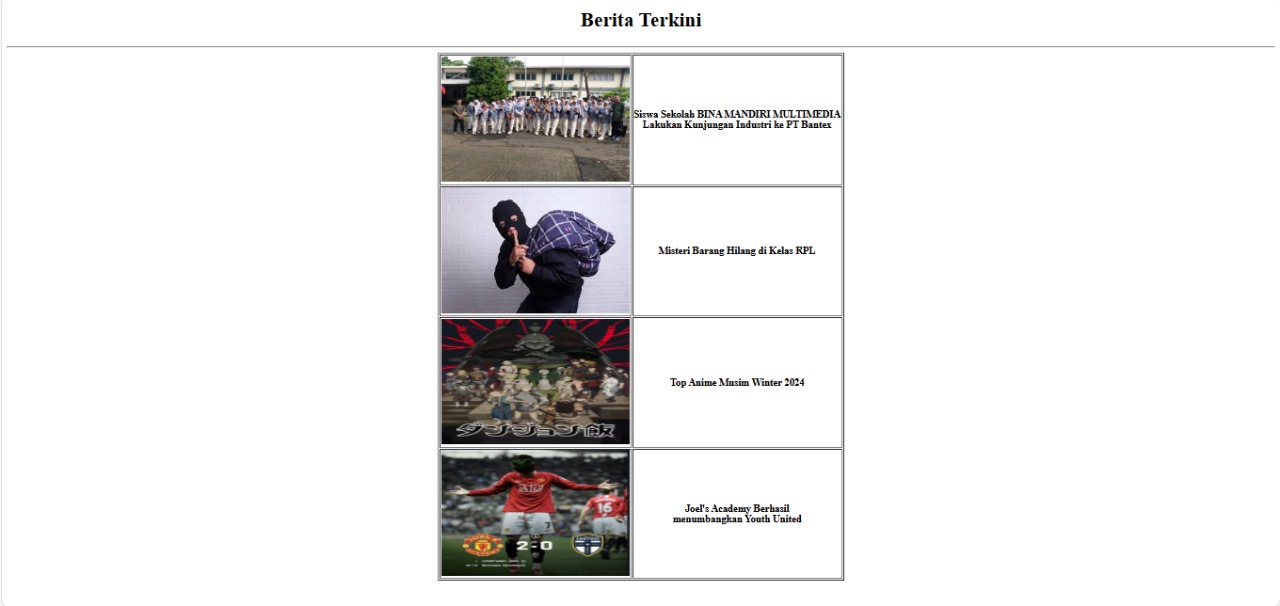 Berita Terkini
Siswa Sekolah BINA MANDIRI MULTIMEDIA
Lakukan Kunjungan Industri ke PT Bantex
Misteri Barang Hilang di Kelas RPL
ダンジョン飯
Top Anime Musim Winter 2024
AIG
16
7
2-0
Joel's Academy Berhasil
menumbangkan Youth United